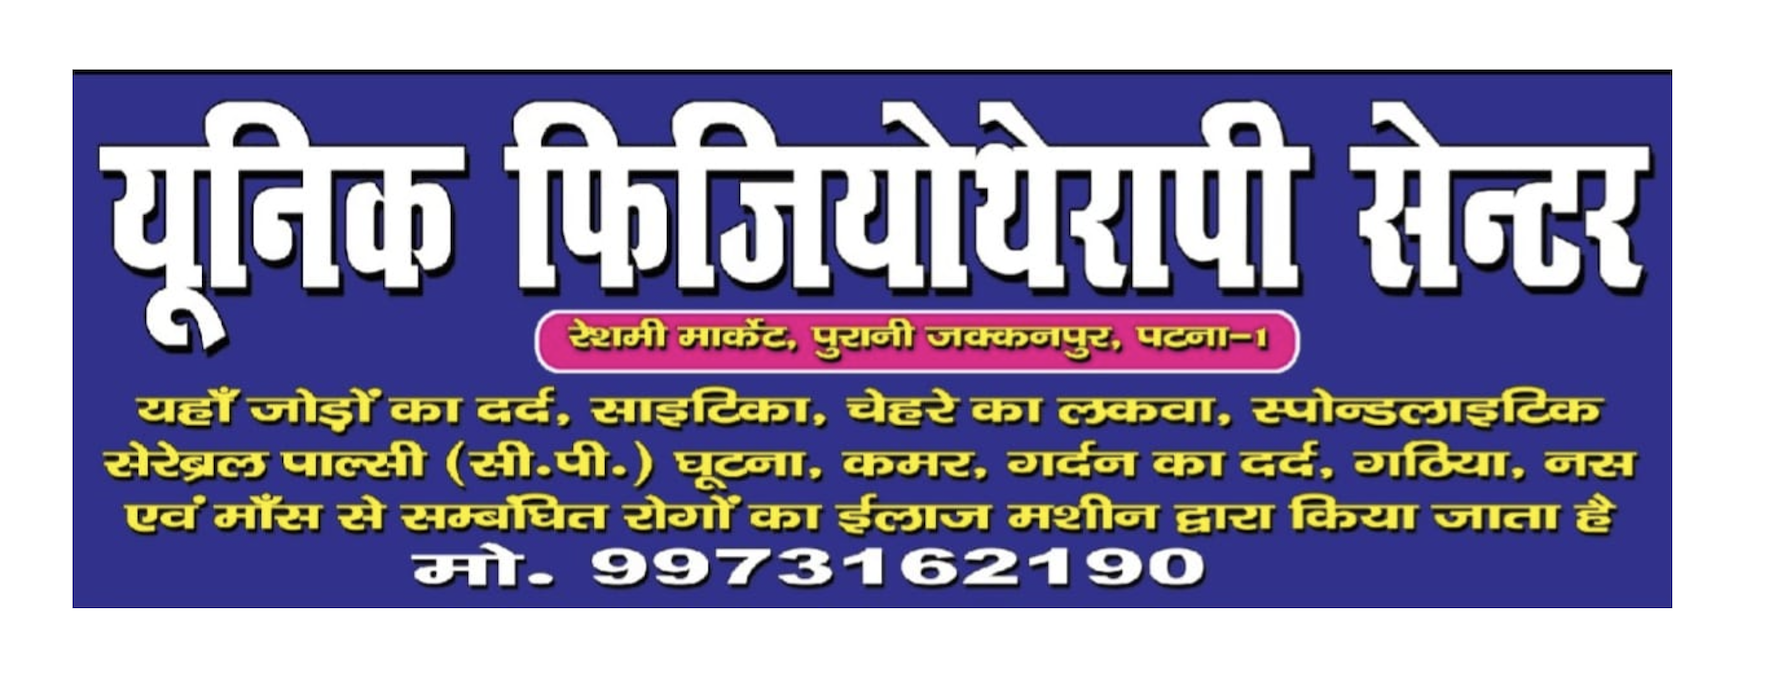 यूनिक फिजियोथेरापी सेन्टर
रेशमी मार्केट, पुरानी जक्कनपुर, पटना-1
यहाँ जोड़ों का दर्द, साइटिका, चेहरे का लकवा, स्पोन्डलाइटिक
सेरेब्रल पाल्सी (सी.पी.) घूटना, कमर, गर्दन का दर्द, गठिया, नस
एवं माँस से सम्बंधित रोगों का ईलाज मशीन द्वारा किया जाता है
मो. 9973162190